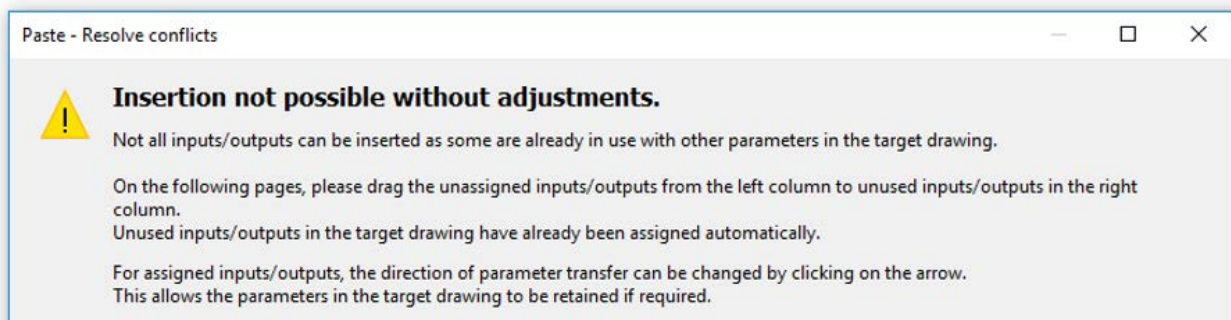 Paste - Resolve conflicts
Insertion not possible without adjustments.
Not all inputs/outputs can be inserted as some are already in use with other parameters in the target drawing.
On the following pages, please drag the unassigned inputs/outputs from the left column to unused inputs/outputs in the right
column.
Unused inputs/outputs in the target drawing have already been assigned automatically.
For assigned inputs/outputs, the direction of parameter transfer can be changed by clicking on the arrow.
This allows the parameters in the target drawing to be retained if required.